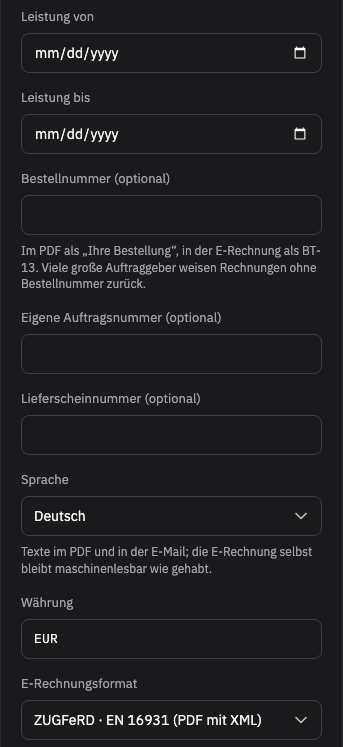 Leistung von
mm/dd/yyyy
Leistung bis
mm/dd/yyyy
Bestellnummer (optional)
Im PDF als „Ihre Bestellung“, in der E-Rechnung als BT-
13. Viele große Auftraggeber weisen Rechnungen ohne
Bestellnummer zurück.
Eigene Auftragsnummer (optional)
Lieferscheinnummer (optional)
Sprache
Deutsch
Texte im PDF und in der E-Mail; die E-Rechnung selbst
bleibt maschinenlesbar wie gehabt.
Währung
EUR
E-Rechnungsformat
ZUGFeRD · EN 16931 (PDF mit XML)